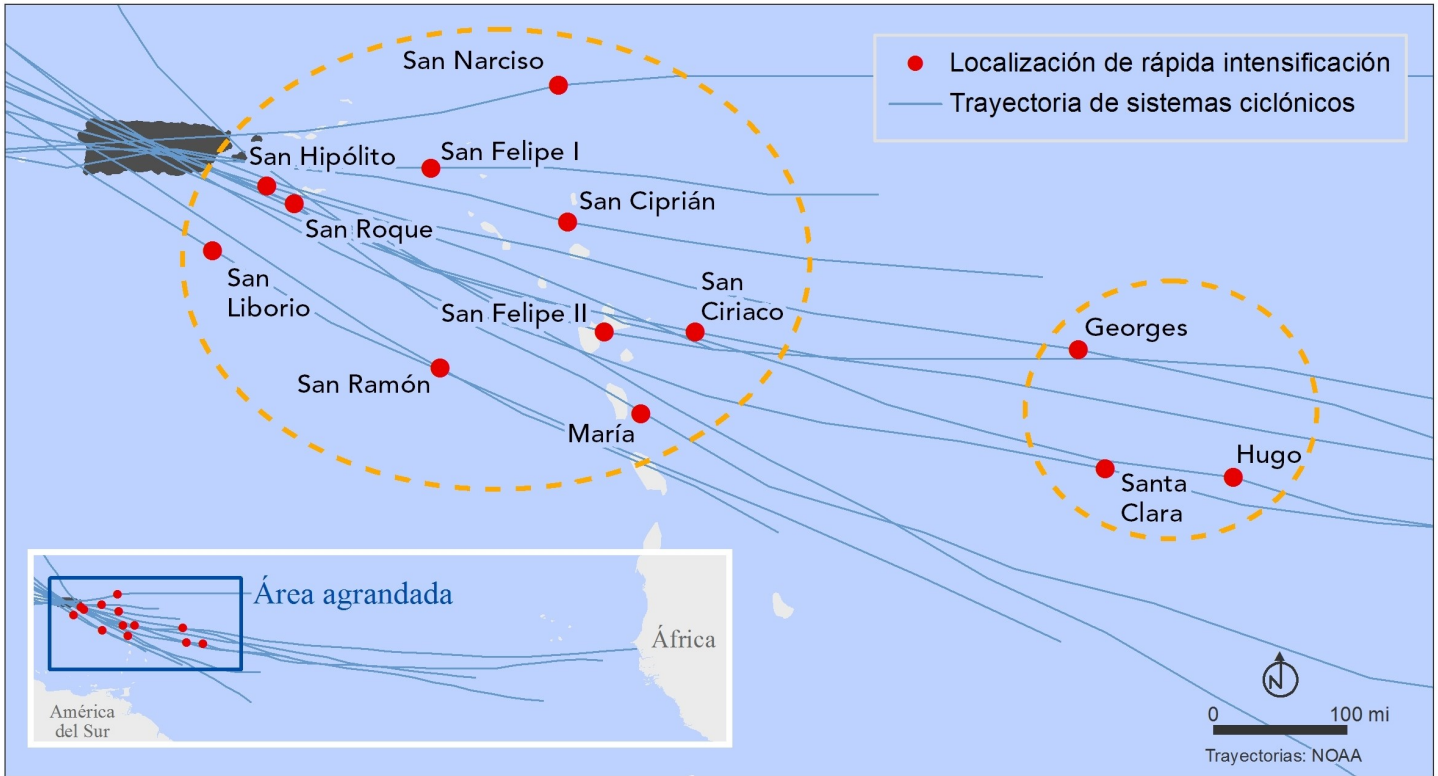 San Narciso
Localización de rápida intensificación
Trayectoria de sistemas ciclónicos
San Hipólito
San Felipe I
San Ciprián
San Roque
San
Liborio
San Felipe II
San
Ciriaco
Georges
San Ramón
María
Hugo
Santa
Clara
Área agrandada
África
América
del Sur
N
0 100 mi
Trayectorias: NOAA